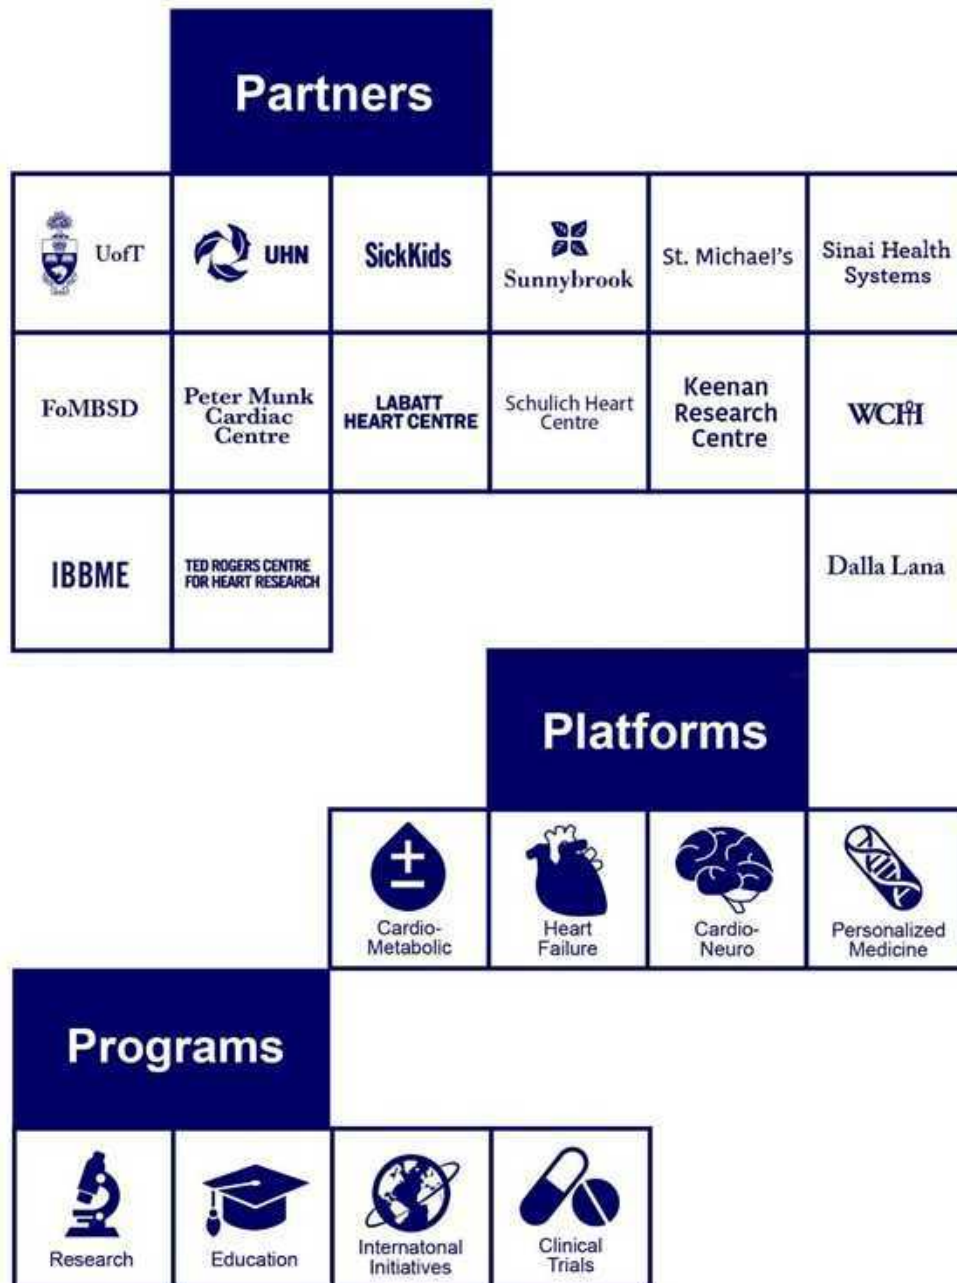 Partners
UofT
UHN
SickKids
Sunnybrook
St. Michael's
Sinai Health
Systems
FoMBSD
Peter Munk
Cardiac
Centre
LABATT
HEART CENTRE
Schulich Heart
Centre
Keenan
Research
Centre
WCH
IBBME
TED ROGERS CENTRE
FOR HEART RESEARCH
Dalla Lana
Platforms
Cardio-
Metabolic
Heart
Failure
Cardio-
Neuro
Personalized
Medicine
Programs
Research
Education
Internatonal
Initiatives
Clinical
Trials